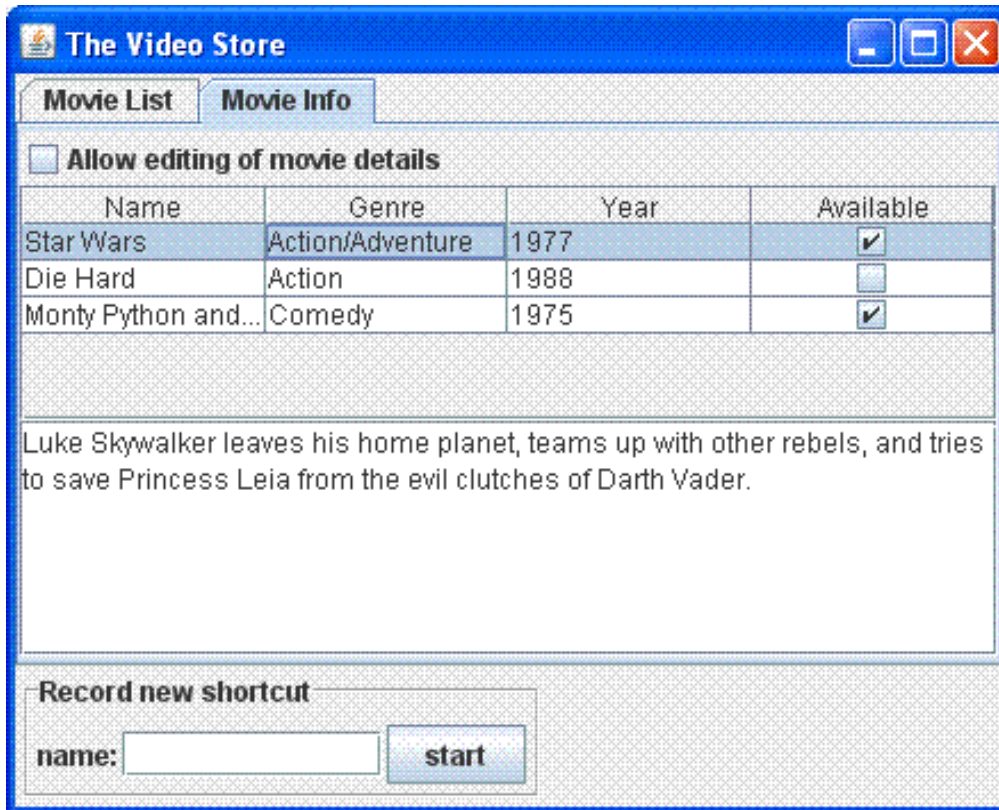 The Video Store
Movie List Movie Info
Allow editing of movie details
Name Genre Year Available
Star Wars Action/Adventure 1977
Die Hard Action 1988
Monty Python and... Comedy 1975
Luke Skywalker leaves his home planet, teams up with other rebels, and tries
to save Princess Leia from the evil clutches of Darth Vader.
Record new shortcut
name: start